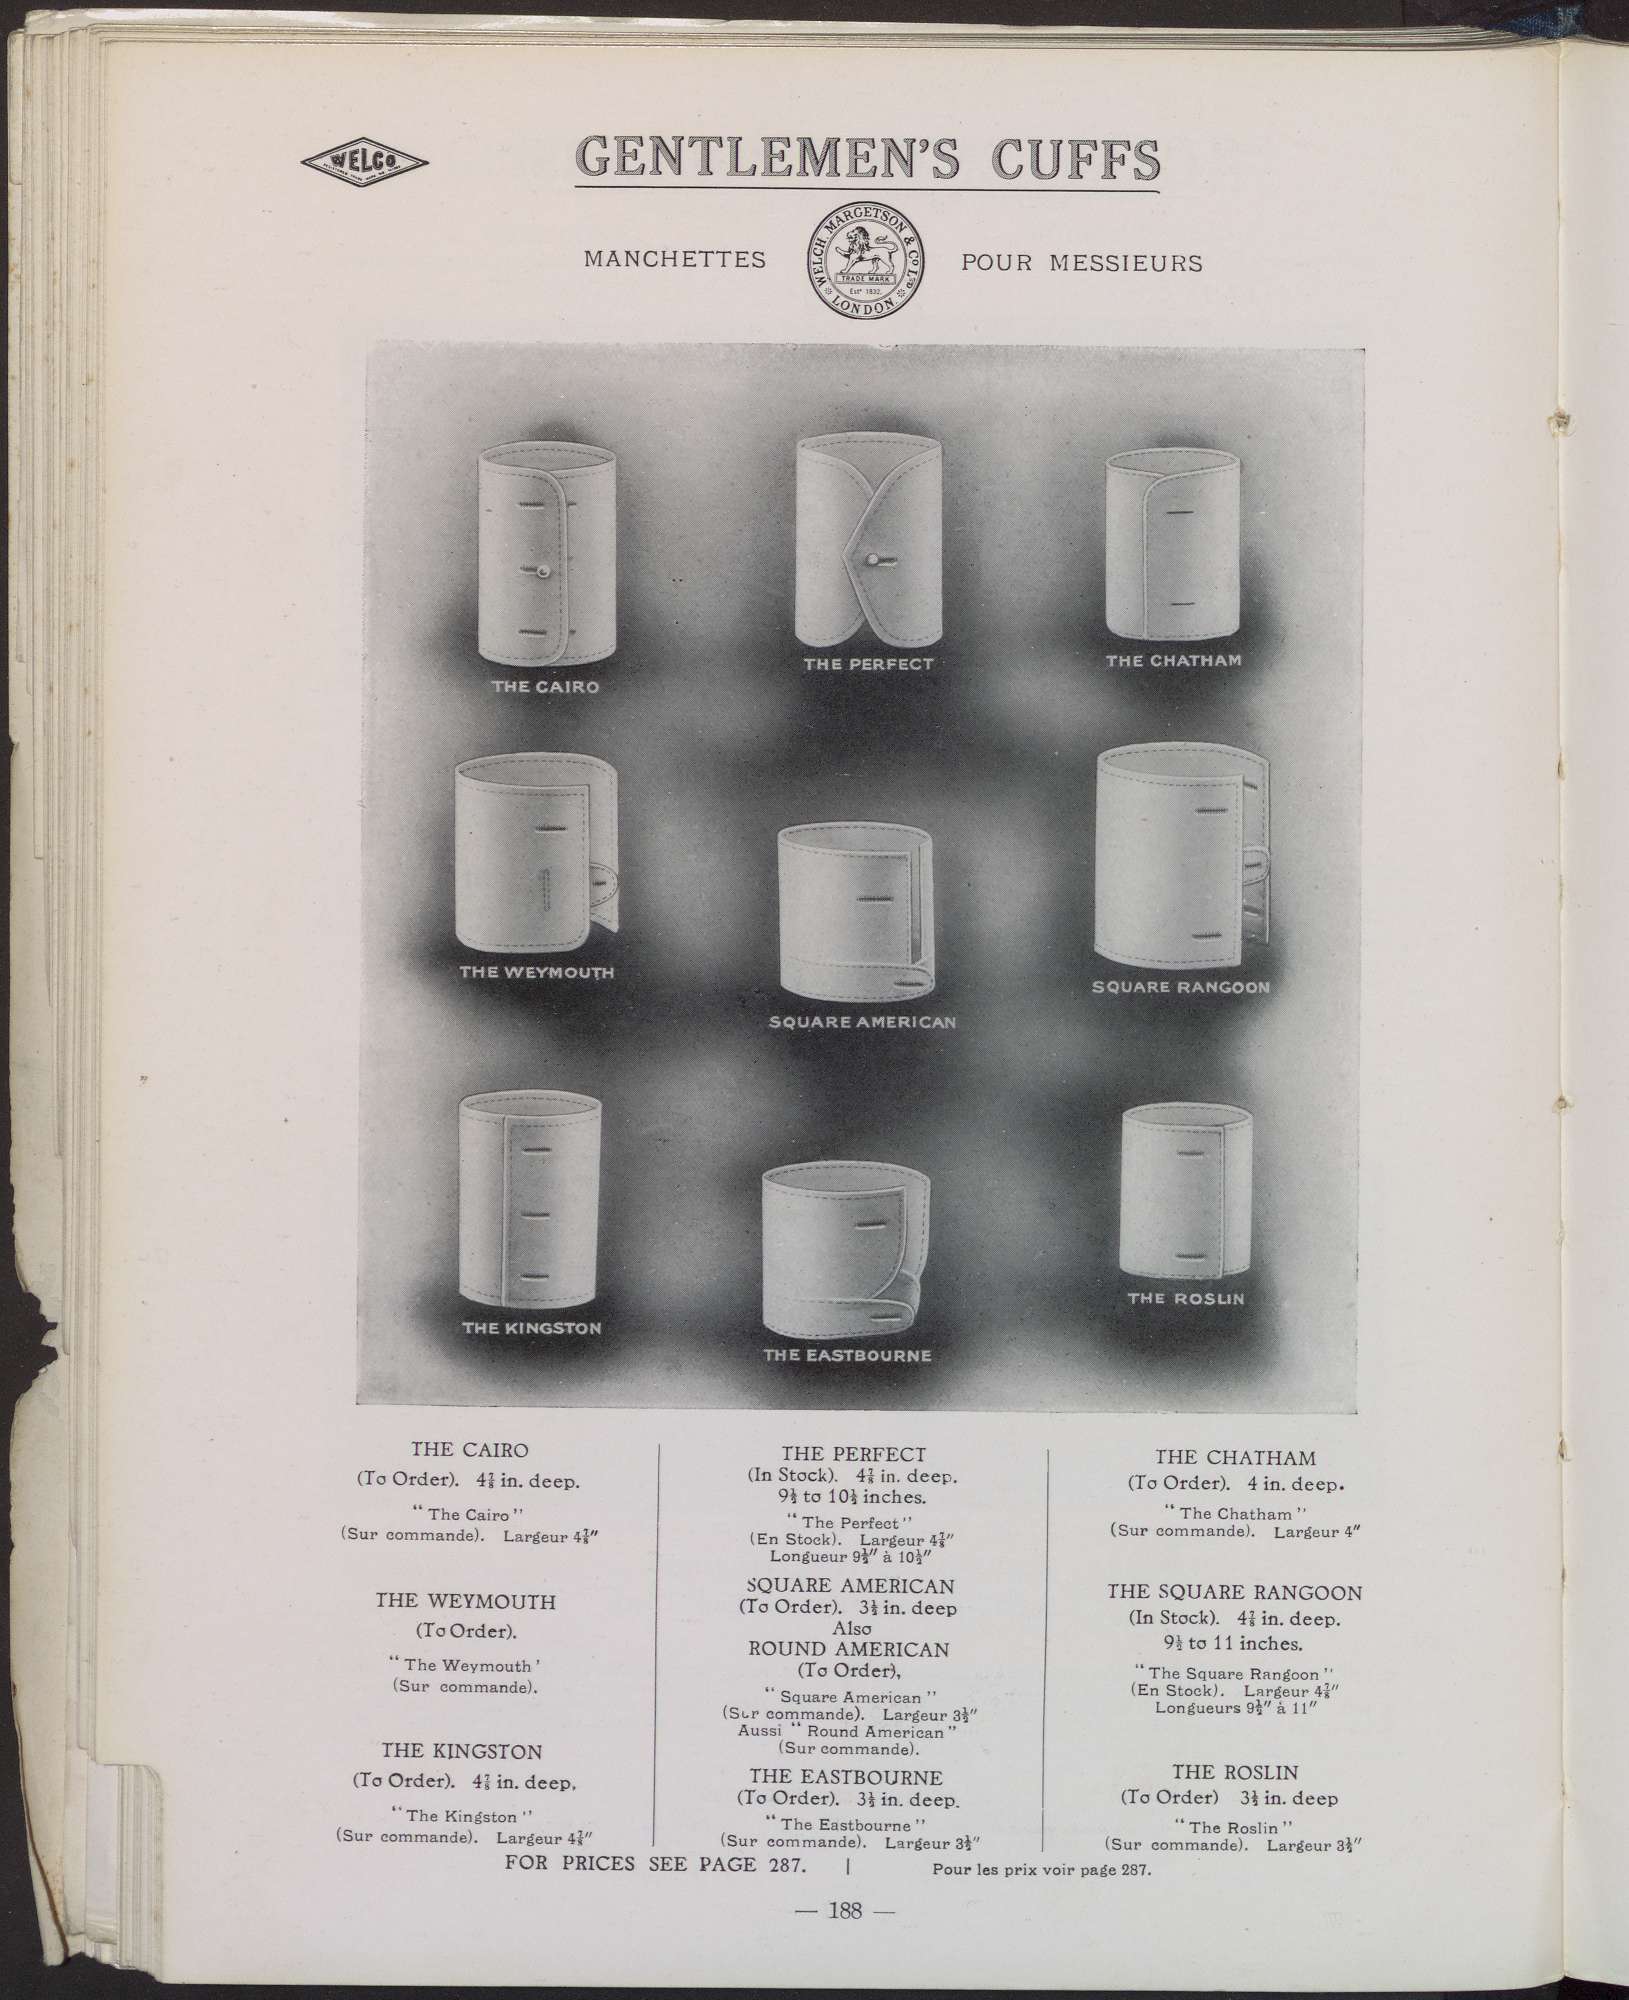 WELCO
GENTLEMEN'S CUFFS
MANCHETTES
WELCH, MARGETSON & Co LTD
TRADE MARK
Estd 1832.
LONDON.
POUR MESSIEURS
THE CAIRO
THE PERFECT
THE CHATHAM
THE WEYMOUTH
SQUARE AMERICAN
SQUARE RANGOON
THE KINGSTON
THE EASTBOURNE
THE ROSLIN
THE CAIRO
(To Order). 4⅞ in. deep.
“ The Cairo ”
(Sur commande). Largeur 4⅞″
THE WEYMOUTH
(To Order).
“ The Weymouth '
(Sur commande).
THE KINGSTON
(To Order). 4⅞ in. deep.
“ The Kingston ”
(Sur commande). Largeur 4⅞″
THE PERFECT
(In Stock). 4⅞ in. deep.
9½ to 10½ inches.
“ The Perfect ”
(En Stock). Largeur 4⅞″
Longueur 9½″ à 10½″
SQUARE AMERICAN
(To Order). 3½ in. deep
Also
ROUND AMERICAN
(To Order),
“ Square American ”
(Sur commande). Largeur 3½″
Aussi “ Round American ”
(Sur commande).
THE EASTBOURNE
(To Order). 3½ in. deep.
“ The Eastbourne ”
(Sur commande). Largeur 3½″
THE CHATHAM
(To Order). 4 in. deep.
“ The Chatham ”
(Sur commande). Largeur 4″
THE SQUARE RANGOON
(In Stock). 4⅞ in. deep.
9½ to 11 inches.
“ The Square Rangoon ”
(En Stock). Largeur 4⅞″
Longueurs 9½″ à 11″
THE ROSLIN
(To Order) 3½ in. deep
“ The Roslin ”
(Sur commande). Largeur 3½″
FOR PRICES SEE PAGE 287. | Pour les prix voir page 287.
— 188 —